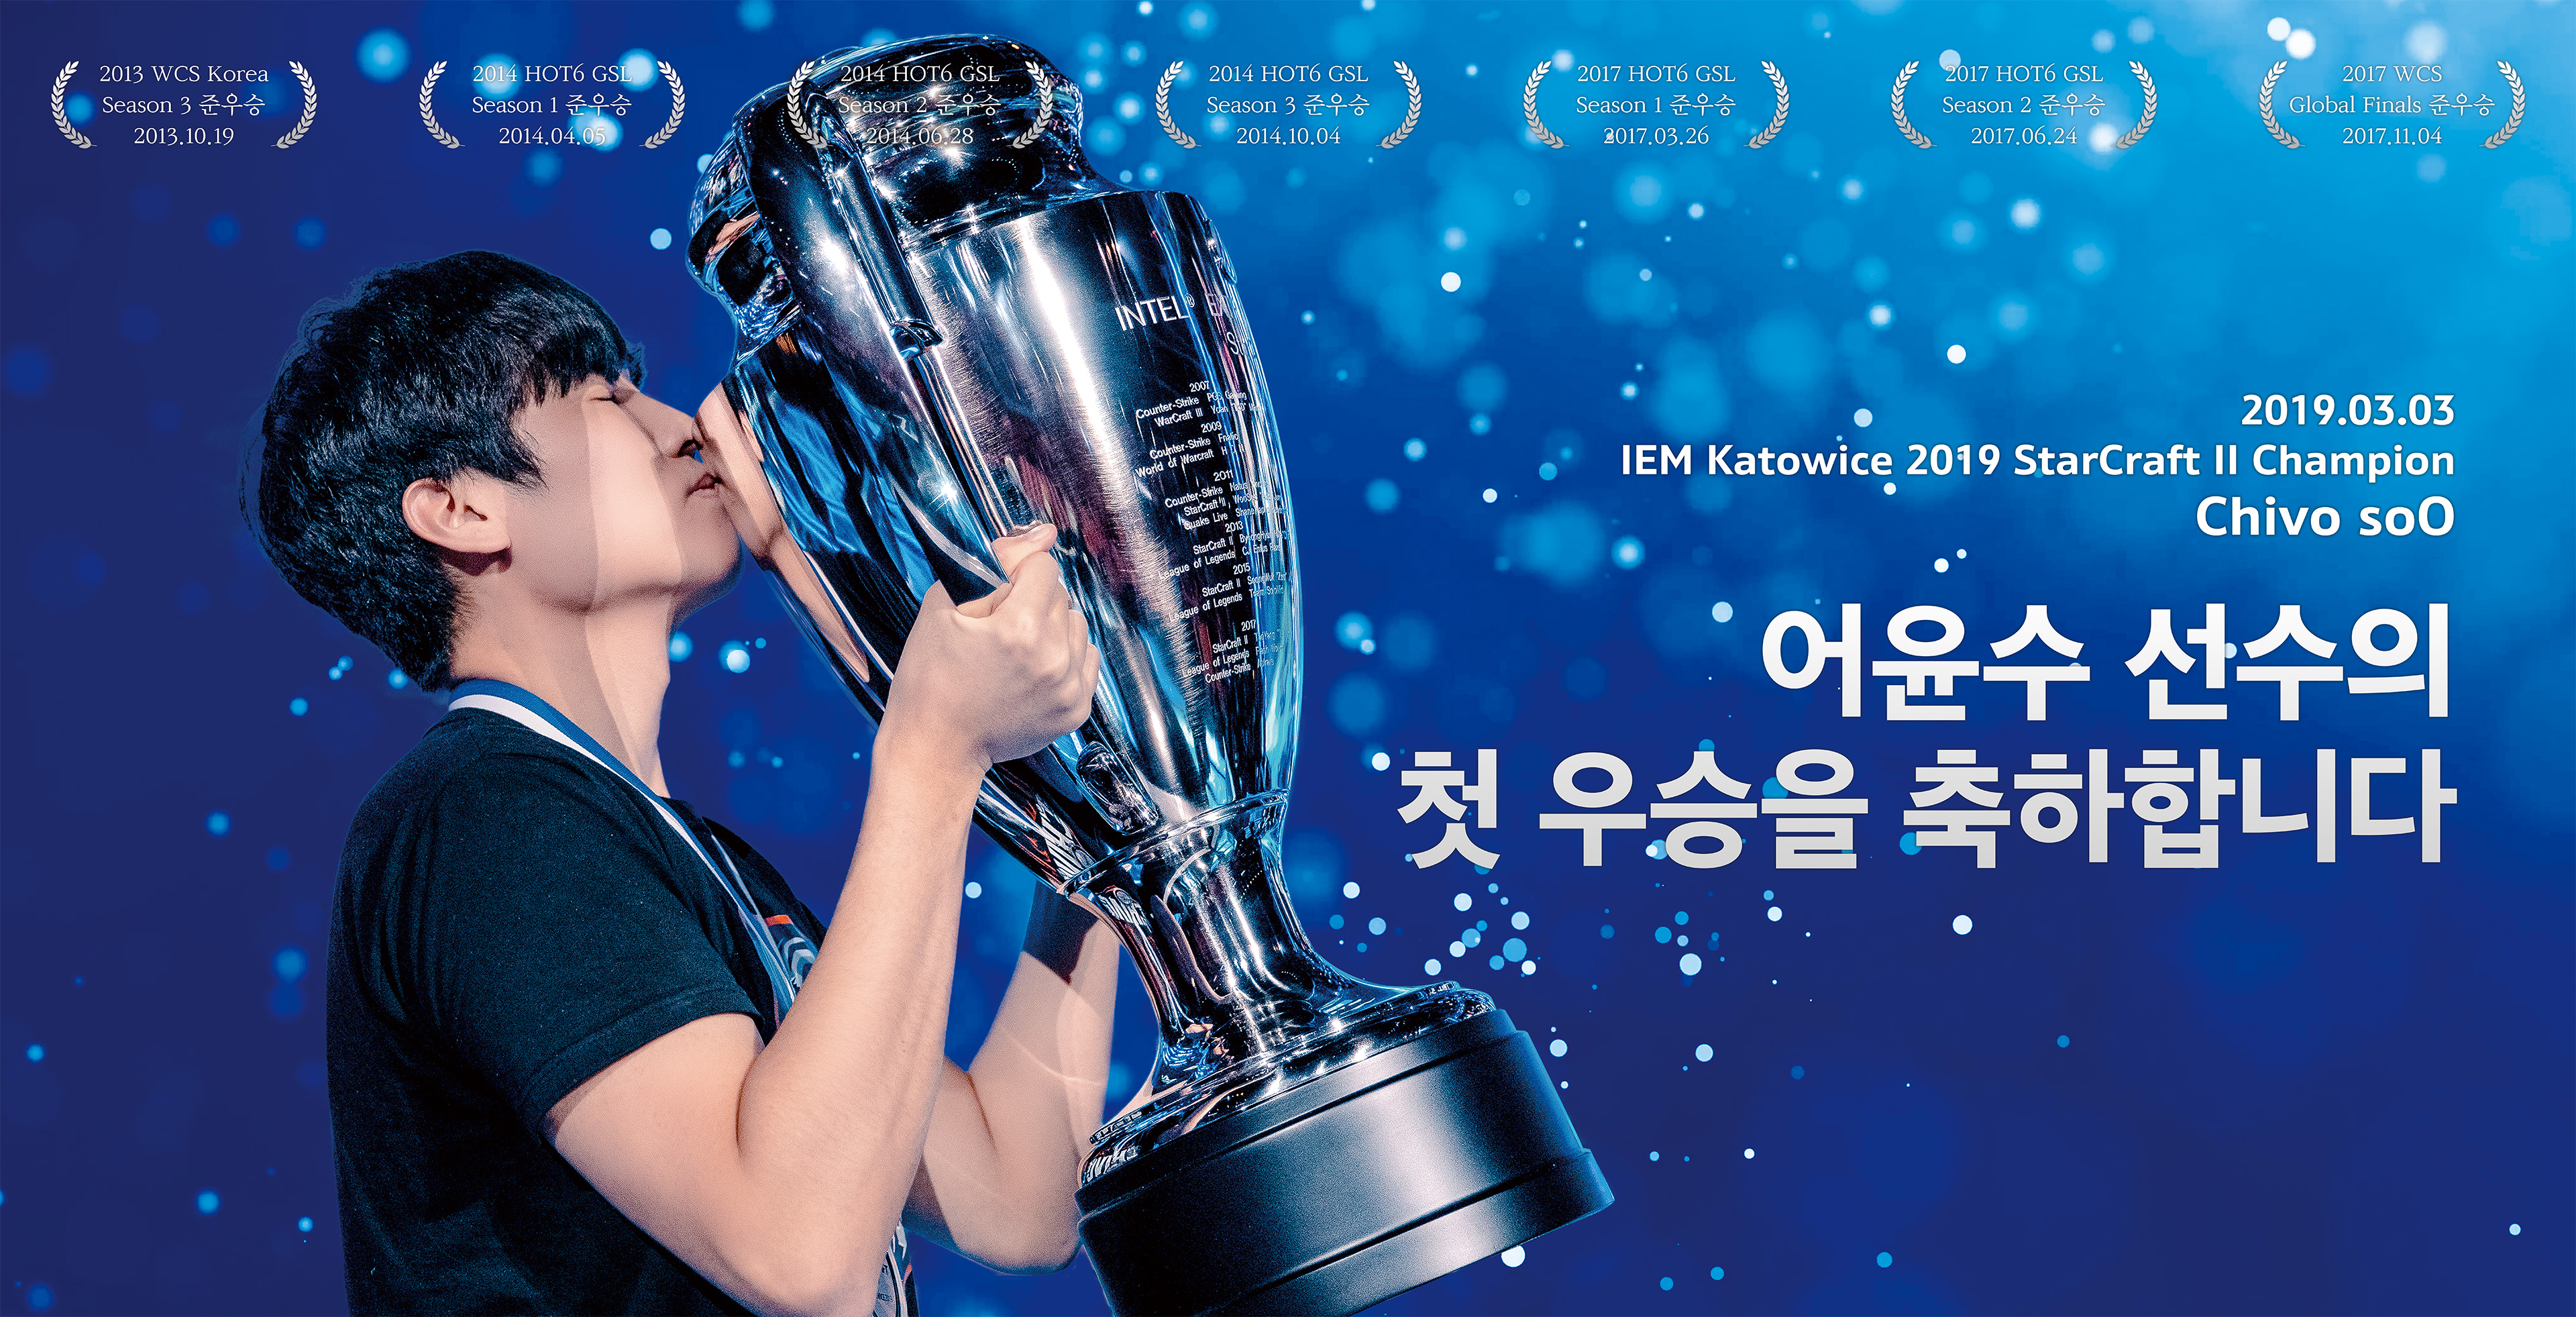 2013 WCS Korea
Season 3 준우승
2013.10.19
2014 HOT6 GSL
Season 1 준우승
2014.04.05
2014 HOT6 GSL
Season 2 준우승
2014.06.28
2014 HOT6 GSL
Season 3 준우승
2014.10.04
2017 HOT6 GSL
Season 1 준우승
2017.03.26
2017 HOT6 GSL
Season 2 준우승
2017.06.24
2017 WCS
Global Finals 준우승
2017.11.04
INTEL®
2007
Counter-Strike
WarCraft III
2009
Counter-Strike
World of Warcraft
2011
Counter-Strike
StarCraft II
Quake Live
2013
StarCraft II
League of Legends
2015
StarCraft II
League of Legends
2017
StarCraft II
League of Legends
Counter-Strike
2019.03.03
IEM Katowice 2019 StarCraft II Champion
Chivo soO
어윤수 선수의
첫 우승을 축하합니다